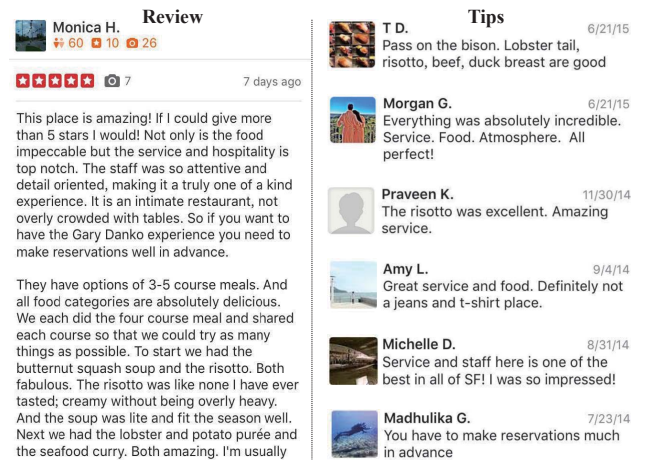 Review
Monica H.
60 10 26
7
7 days ago
This place is amazing! If I could give more
than 5 stars I would! Not only is the food
impeccable but the service and hospitality is
top notch. The staff was so attentive and
detail oriented, making it a truly one of a kind
experience. It is an intimate restaurant, not
overly crowded with tables. So if you want to
have the Gary Danko experience you need to
make reservations well in advance.
They have options of 3-5 course meals. And
all food categories are absolutely delicious.
We each did the four course meal and shared
each course so that we could try as many
things as possible. To start we had the
butternut squash soup and the risotto. Both
fabulous. The risotto was like none I have ever
tasted; creamy without being overly heavy.
And the soup was lite and fit the season well.
Next we had the lobster and potato purée and
the seafood curry. Both amazing. I'm usually
Tips
T D.
6/21/15
Pass on the bison. Lobster tail,
risotto, beef, duck breast are good
Morgan G.
6/21/15
Everything was absolutely incredible.
Service. Food. Atmosphere. All
perfect!
Praveen K.
11/30/14
The risotto was excellent. Amazing
service.
Amy L.
9/4/14
Great service and food. Definitely not
a jeans and t-shirt place.
Michelle D.
8/31/14
Service and staff here is one of the
best in all of SF! I was so impressed!
Madhulika G.
7/23/14
You have to make reservations much
in advance